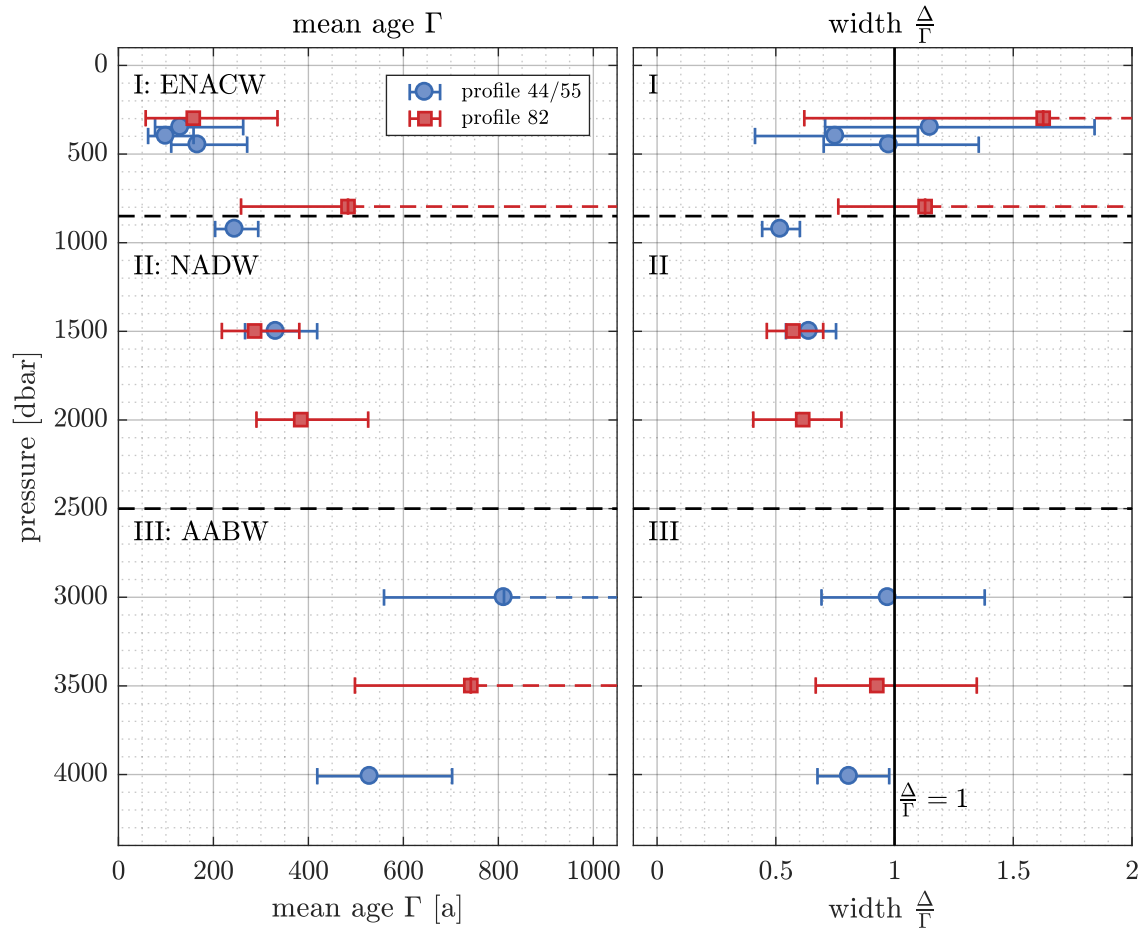 mean age Γ
width Δ/Γ
0
500
1000
1500
2000
2500
3000
3500
4000
pressure [dbar]
I: ENACW
II: NADW
III: AABW
profile 44/55
profile 82
I
II
III
Δ/Γ = 1
0
200
400
600
800
1000
mean age Γ [a]
0
0.5
1
1.5
2
width Δ/Γ